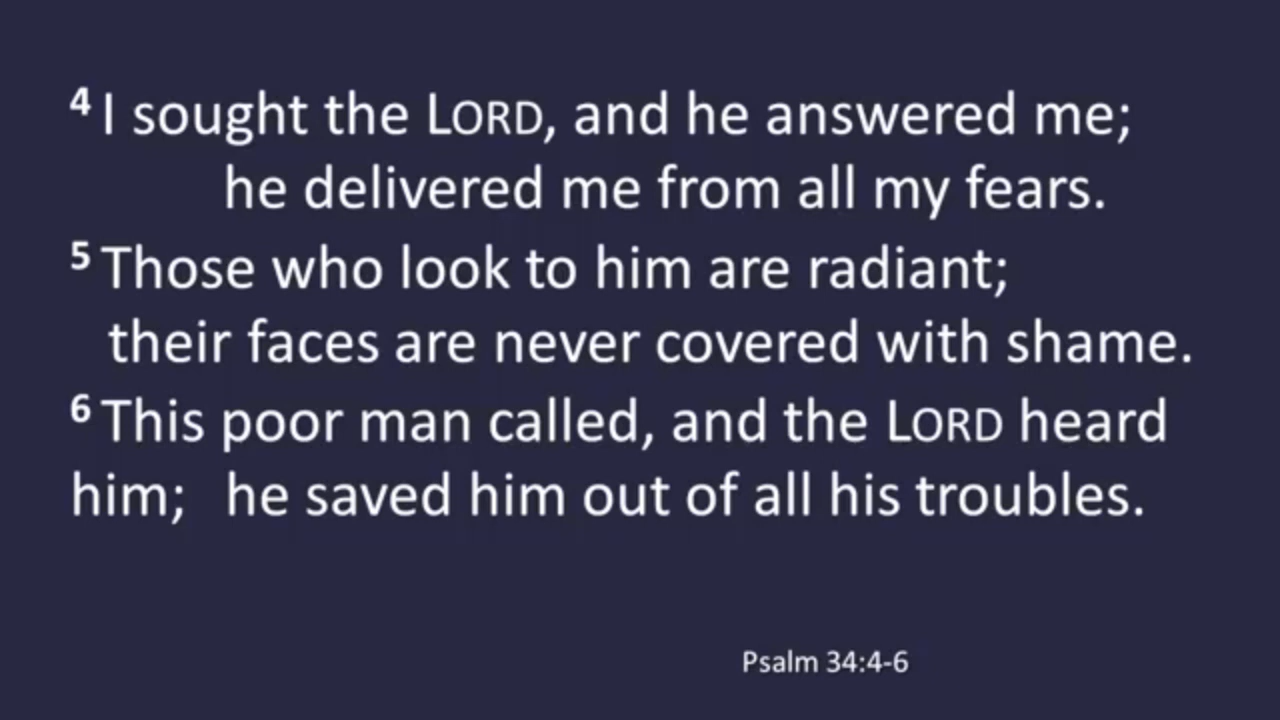 4 I sought the LORD, and he answered me;
he delivered me from all my fears.
5 Those who look to him are radiant;
their faces are never covered with shame.
6 This poor man called, and the LORD heard
him; he saved him out of all his troubles.
Psalm 34:4-6